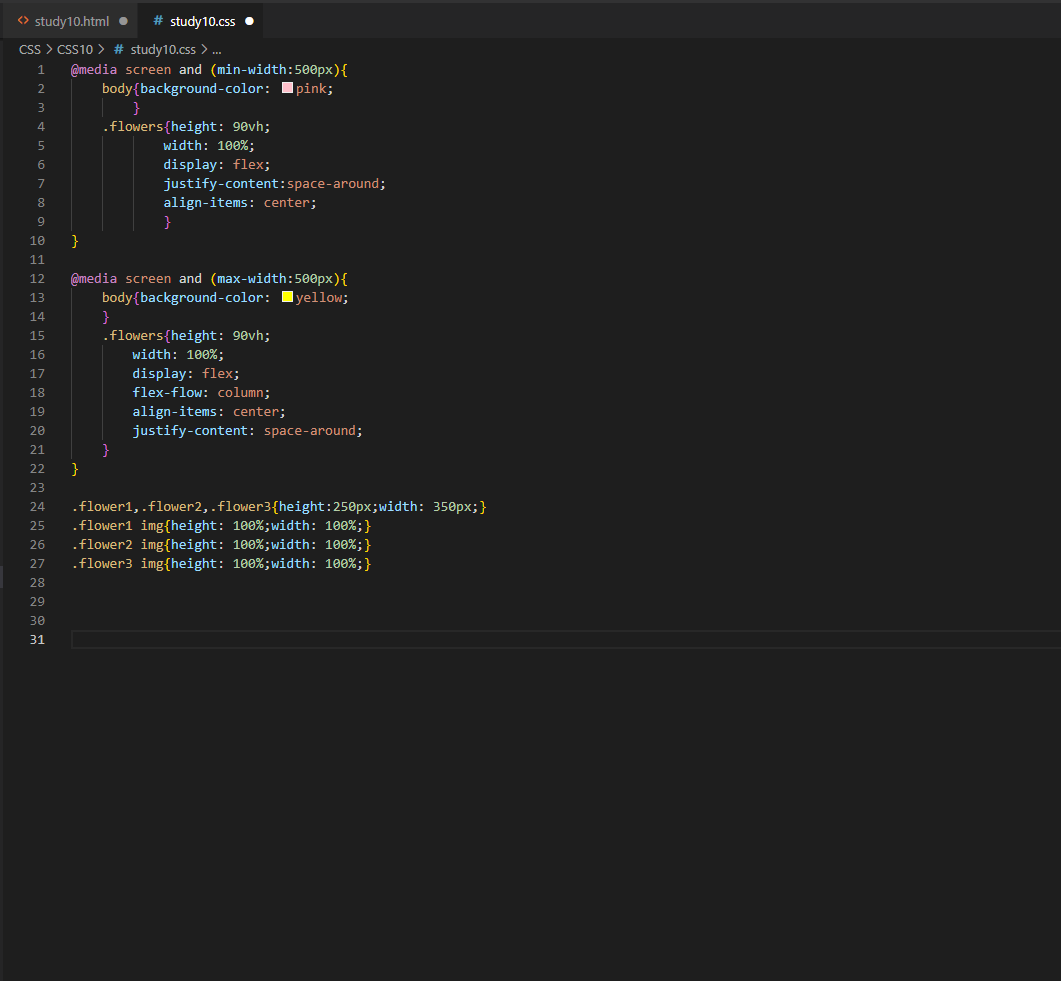 <> study10.html ●
# study10.css ●
CSS > CSS10 > # study10.css > ...
1 @media screen and (min-width:500px){
2 body{background-color: pink;
3 }
4 .flowers{height: 90vh;
5 width: 100%;
6 display: flex;
7 justify-content:space-around;
8 align-items: center;
9 }
10 }
11
12 @media screen and (max-width:500px){
13 body{background-color: yellow;
14 }
15 .flowers{height: 90vh;
16 width: 100%;
17 display: flex;
18 flex-flow: column;
19 align-items: center;
20 justify-content: space-around;
21 }
22 }
23
24 .flower1,.flower2,.flower3{height:250px;width: 350px;}
25 .flower1 img{height: 100%;width: 100%;}
26 .flower2 img{height: 100%;width: 100%;}
27 .flower3 img{height: 100%;width: 100%;}
28
29
30
31